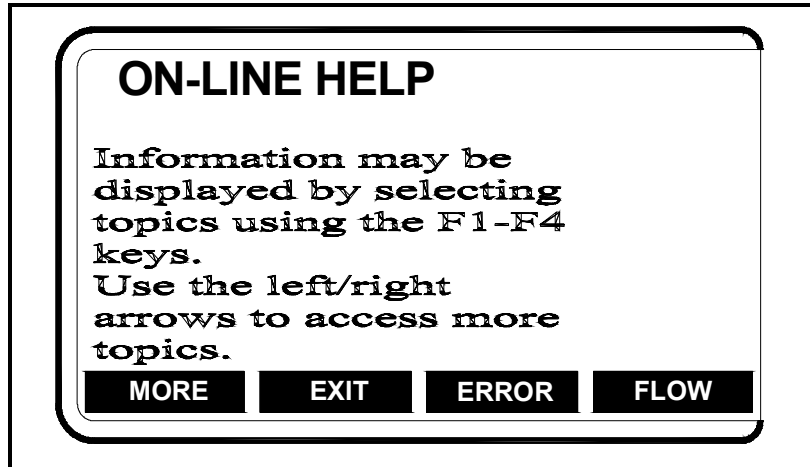 ON-LINE HELP
Information may be
displayed by selecting
topics using the F1-F4
keys.
Use the left/right
arrows to access more
topics.
MORE EXIT ERROR FLOW